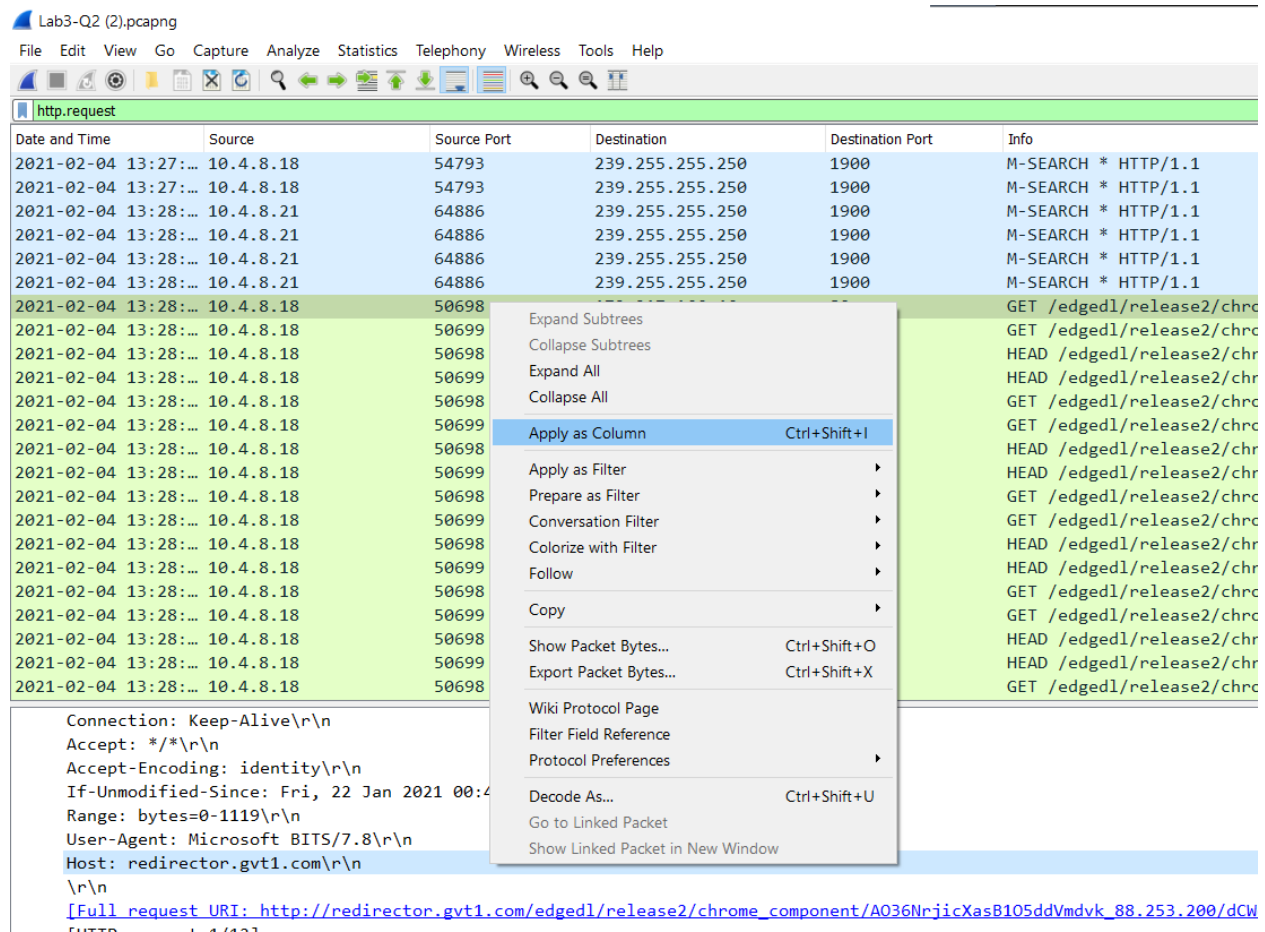 Lab3-Q2 (2).pcapng
File Edit View Go Capture Analyze Statistics Telephony Wireless Tools Help
http.request
Date and Time Source Source Port Destination Destination Port Info
2021-02-04 13:27:… 10.4.8.18 54793 239.255.255.250 1900 M-SEARCH * HTTP/1.1
2021-02-04 13:27:… 10.4.8.18 54793 239.255.255.250 1900 M-SEARCH * HTTP/1.1
2021-02-04 13:28:… 10.4.8.21 64886 239.255.255.250 1900 M-SEARCH * HTTP/1.1
2021-02-04 13:28:… 10.4.8.21 64886 239.255.255.250 1900 M-SEARCH * HTTP/1.1
2021-02-04 13:28:… 10.4.8.21 64886 239.255.255.250 1900 M-SEARCH * HTTP/1.1
2021-02-04 13:28:… 10.4.8.21 64886 239.255.255.250 1900 M-SEARCH * HTTP/1.1
2021-02-04 13:28:… 10.4.8.18 50698 GET /edgedl/release2/chro
2021-02-04 13:28:… 10.4.8.18 50699 GET /edgedl/release2/chro
2021-02-04 13:28:… 10.4.8.18 50698 HEAD /edgedl/release2/chr
2021-02-04 13:28:… 10.4.8.18 50699 HEAD /edgedl/release2/chr
2021-02-04 13:28:… 10.4.8.18 50698 GET /edgedl/release2/chro
2021-02-04 13:28:… 10.4.8.18 50699 GET /edgedl/release2/chro
2021-02-04 13:28:… 10.4.8.18 50698 HEAD /edgedl/release2/chr
2021-02-04 13:28:… 10.4.8.18 50699 HEAD /edgedl/release2/chr
2021-02-04 13:28:… 10.4.8.18 50698 GET /edgedl/release2/chro
2021-02-04 13:28:… 10.4.8.18 50699 GET /edgedl/release2/chro
2021-02-04 13:28:… 10.4.8.18 50698 HEAD /edgedl/release2/chr
2021-02-04 13:28:… 10.4.8.18 50699 HEAD /edgedl/release2/chr
2021-02-04 13:28:… 10.4.8.18 50698 GET /edgedl/release2/chro
2021-02-04 13:28:… 10.4.8.18 50699 GET /edgedl/release2/chro
2021-02-04 13:28:… 10.4.8.18 50698 HEAD /edgedl/release2/chr
2021-02-04 13:28:… 10.4.8.18 50699 HEAD /edgedl/release2/chr
2021-02-04 13:28:… 10.4.8.18 50698 GET /edgedl/release2/chro
Expand Subtrees
Collapse Subtrees
Expand All
Collapse All
Apply as Column Ctrl+Shift+I
Apply as Filter
Prepare as Filter
Conversation Filter
Colorize with Filter
Follow
Copy
Show Packet Bytes... Ctrl+Shift+O
Export Packet Bytes... Ctrl+Shift+X
Wiki Protocol Page
Filter Field Reference
Protocol Preferences
Decode As... Ctrl+Shift+U
Go to Linked Packet
Show Linked Packet in New Window
Connection: Keep-Alive\r\n
Accept: */*\r\n
Accept-Encoding: identity\r\n
If-Unmodified-Since: Fri, 22 Jan 2021 00:4
Range: bytes=0-1119\r\n
User-Agent: Microsoft BITS/7.8\r\n
Host: redirector.gvt1.com\r\n
\r\n
[Full request URI: http://redirector.gvt1.com/edgedl/release2/chrome_component/AO36NrjicXasB1O5ddVmdvk_88.253.200/dCW